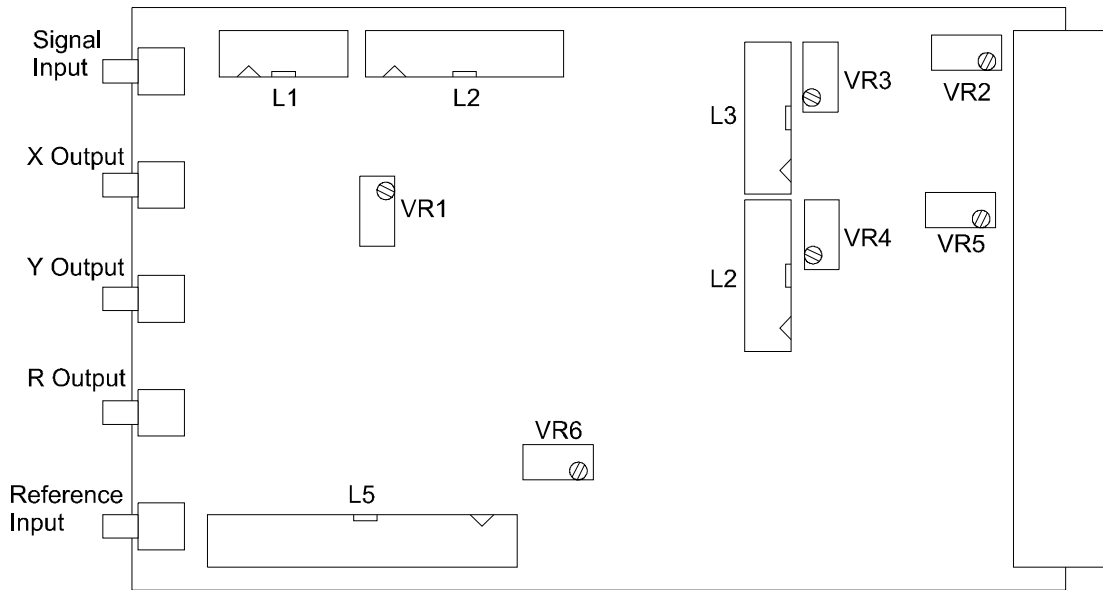 Signal
Input
L1
L2
L3
VR3
VR2
X Output
VR1
VR4
VR5
Y Output
L2
R Output
VR6
Reference
Input
L5